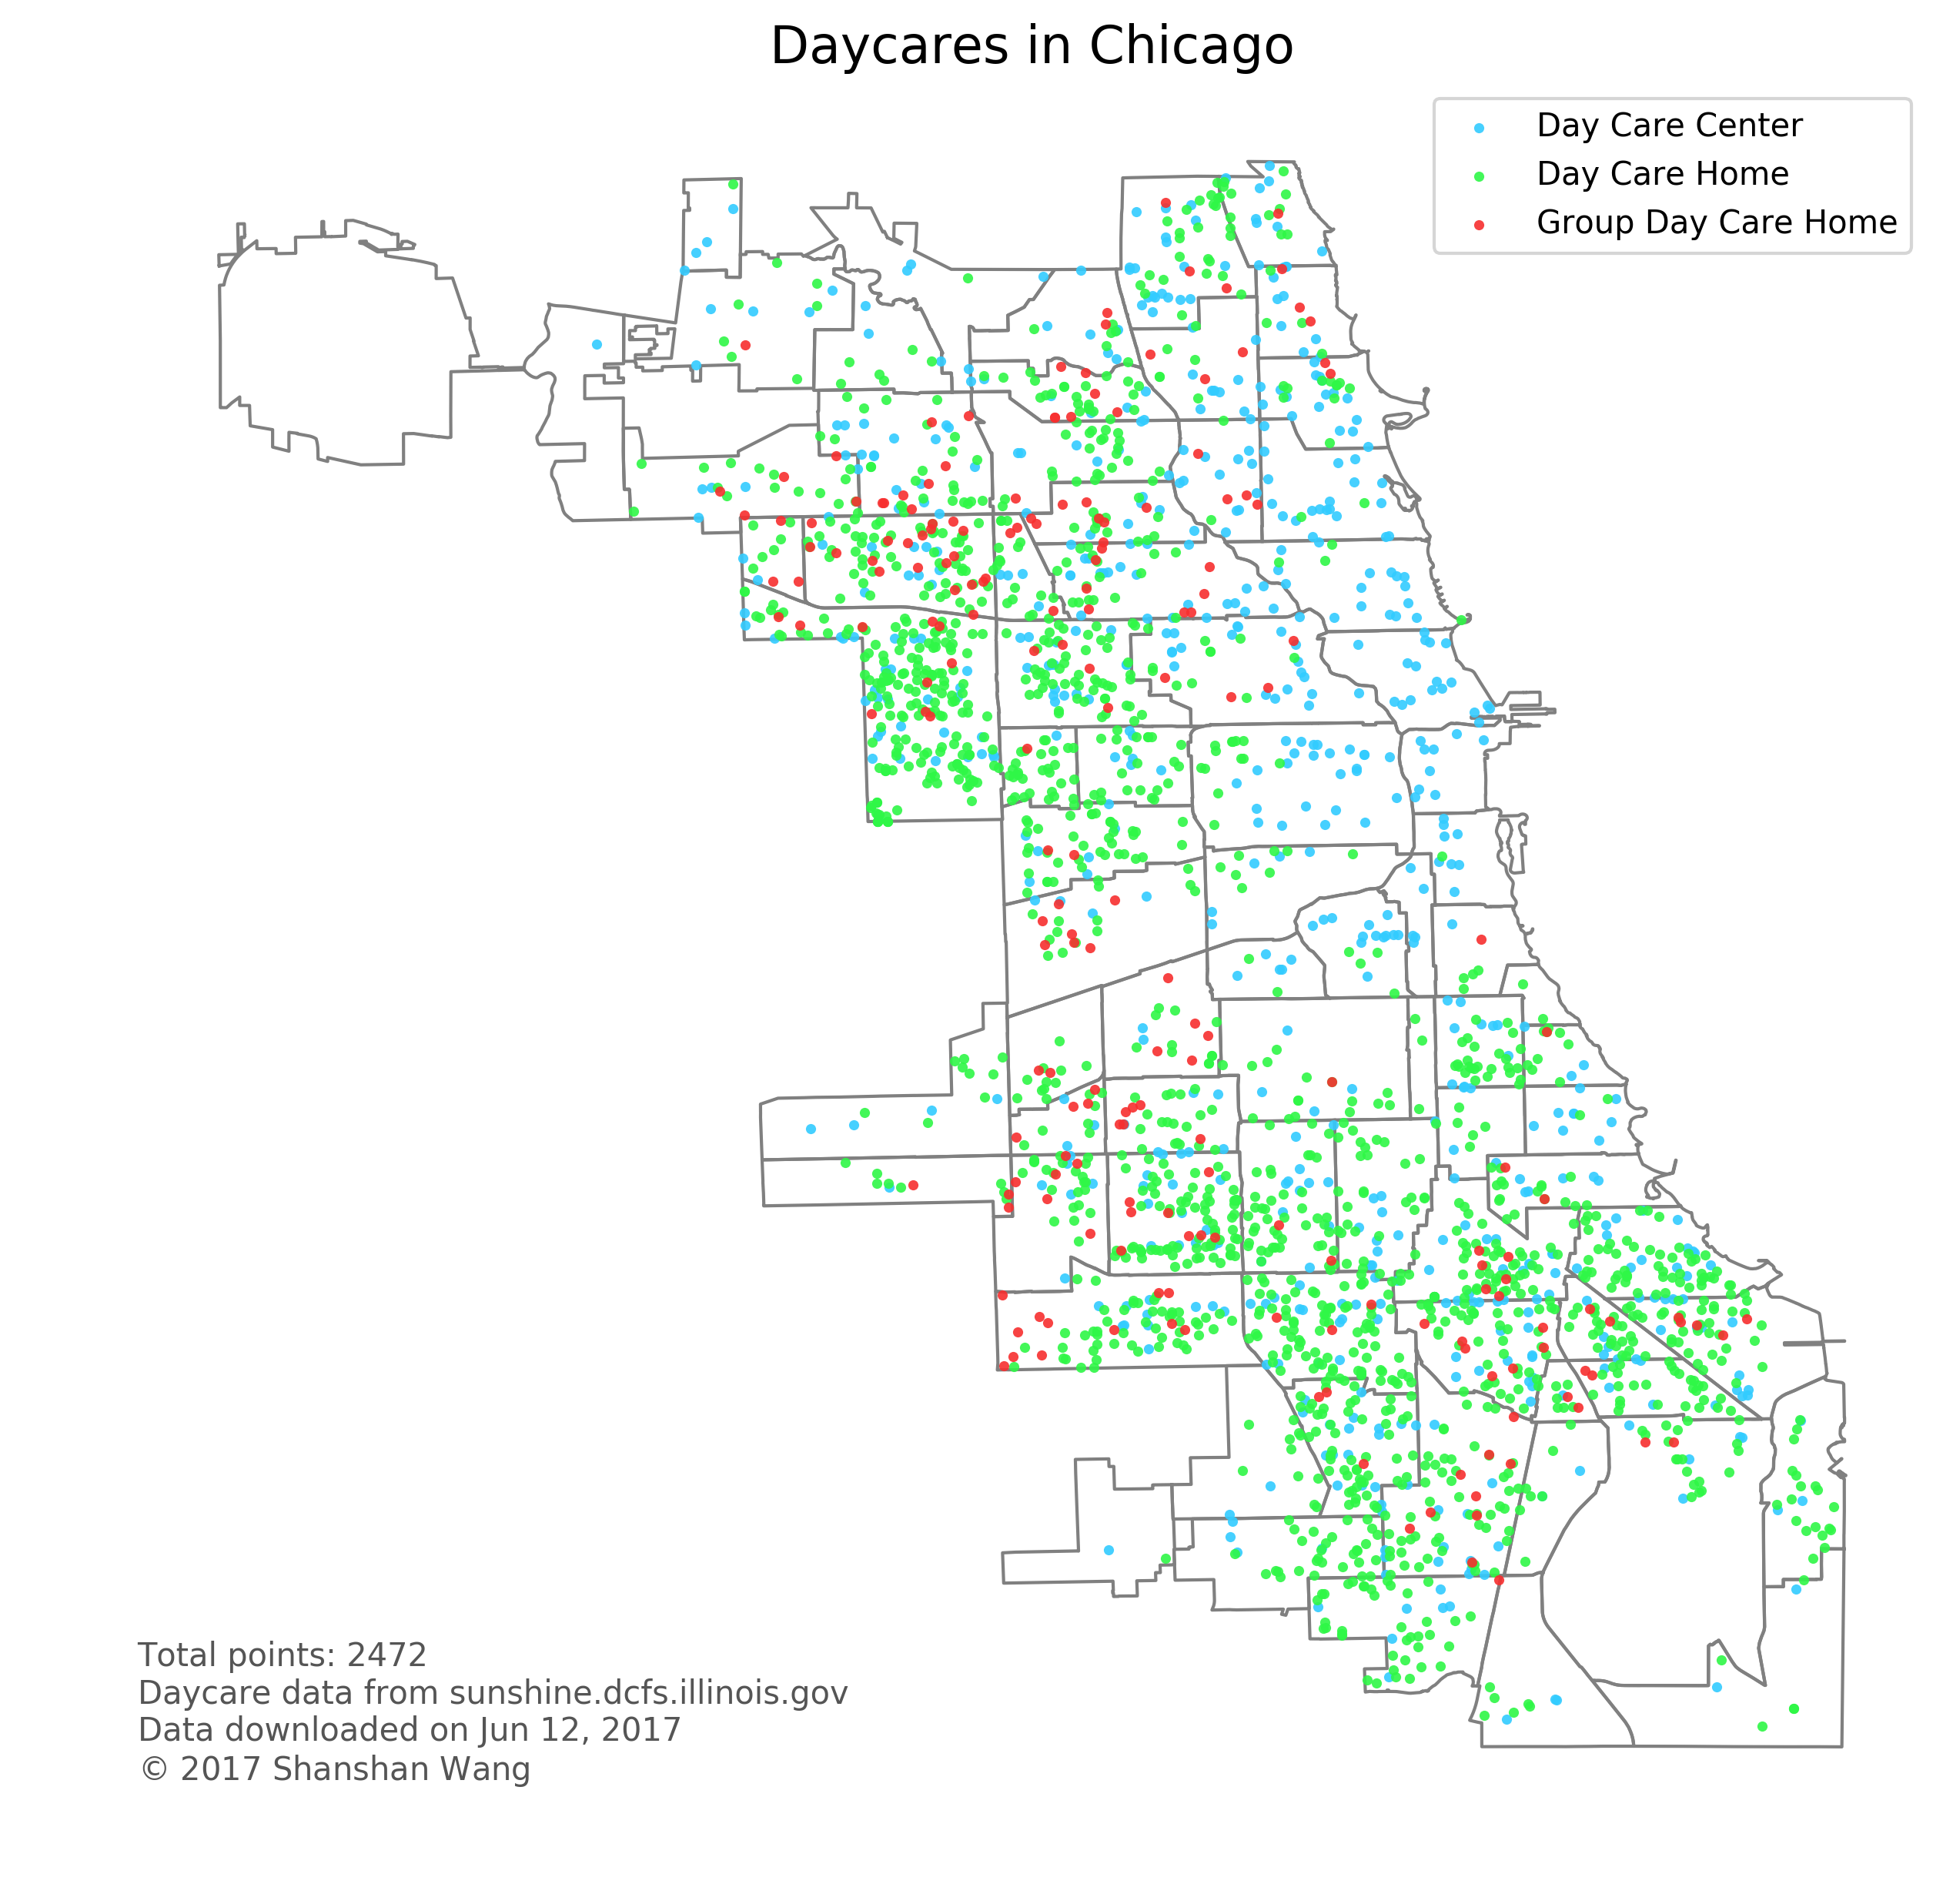 Daycares in Chicago
Day Care Center
Day Care Home
Group Day Care Home
Total points: 2472
Daycare data from sunshine.dcfs.illinois.gov
Data downloaded on Jun 12, 2017
© 2017 Shanshan Wang